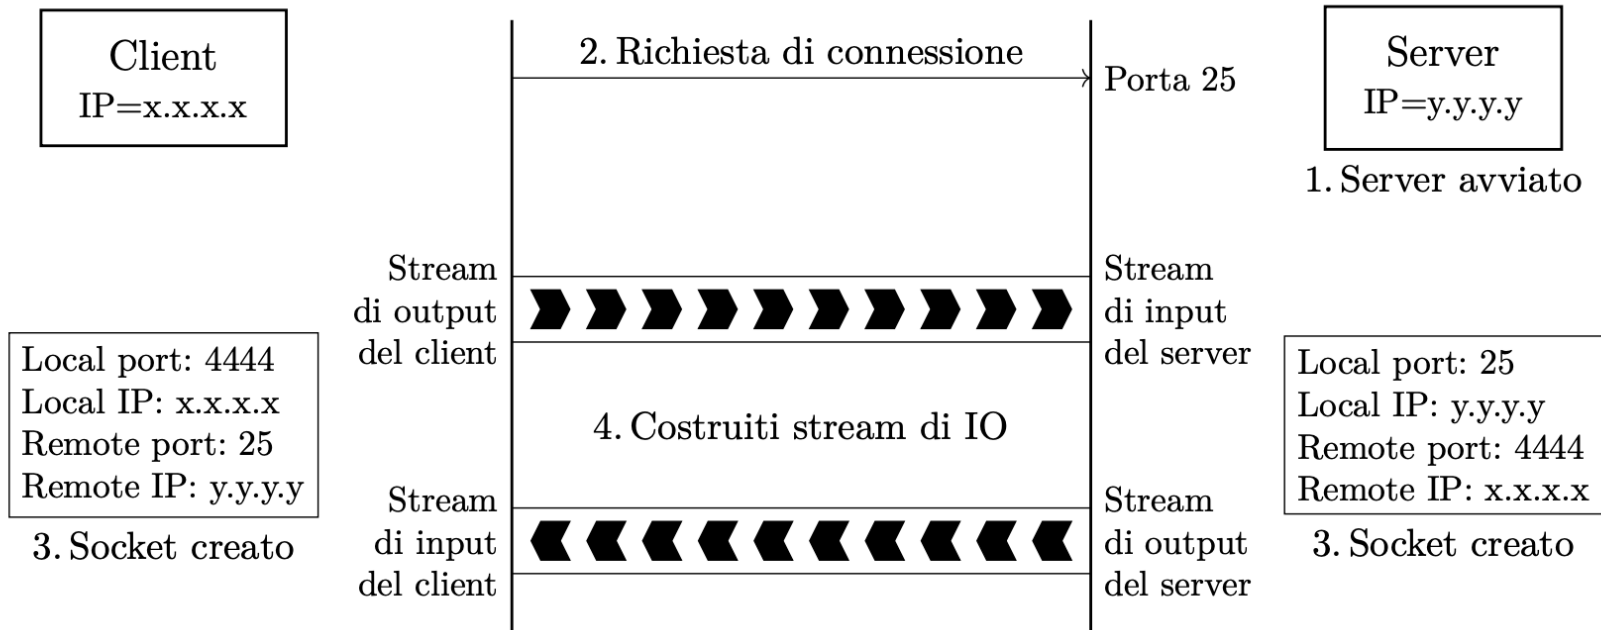 Client
IP=x.x.x.x
2. Richiesta di connessione
Porta 25
Server
IP=y.y.y.y
1. Server avviato
Stream
di output
del client
Stream
di input
del server
Local port: 4444
Local IP: x.x.x.x
Remote port: 25
Remote IP: y.y.y.y
3. Socket creato
4. Costruiti stream di IO
Local port: 25
Local IP: y.y.y.y
Remote port: 4444
Remote IP: x.x.x.x
3. Socket creato
Stream
di input
del client
Stream
di output
del server